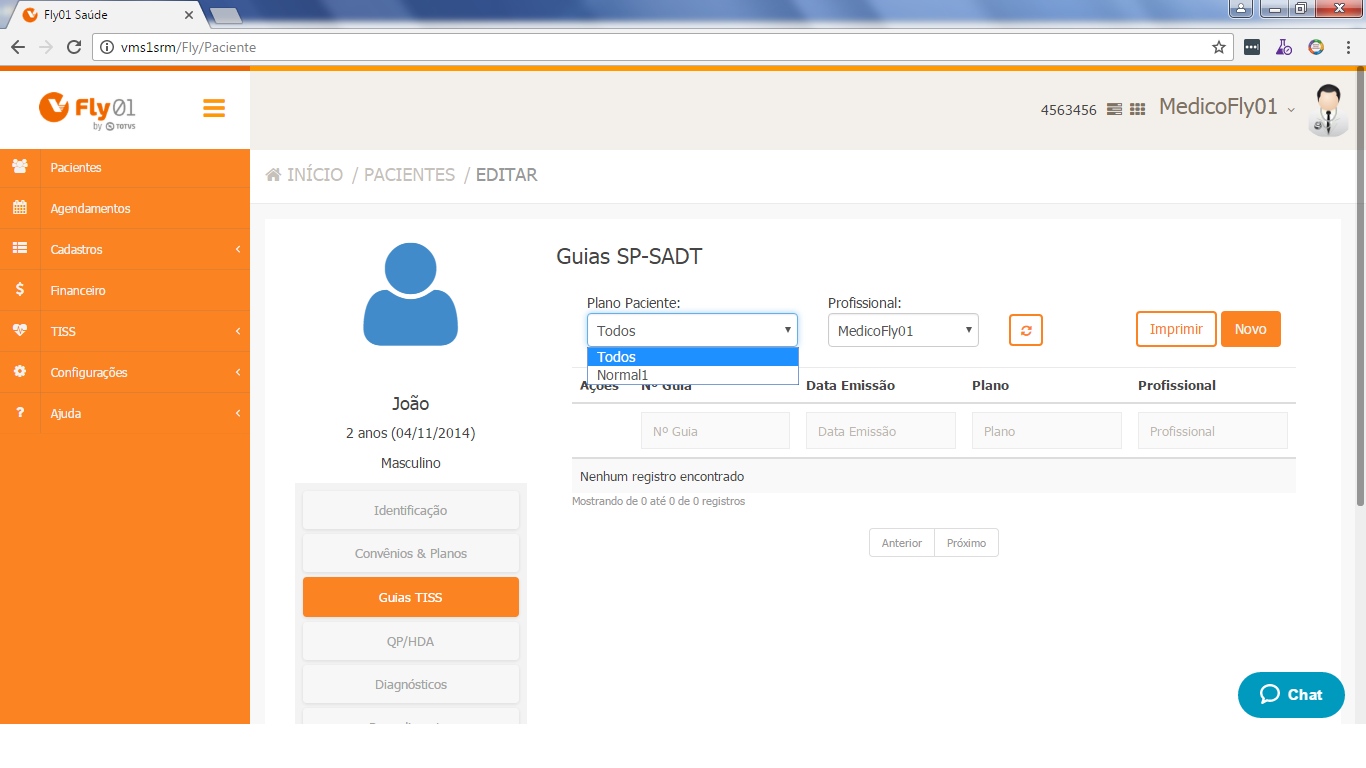 Fly01 Saúde
vms1srm/Fly/Paciente
Fly01
by TOTVS
4563456 MedicoFly01
Pacientes
Agendamentos
Cadastros
Financeiro
TISS
Configurações
Ajuda
INÍCIO / PACIENTES / EDITAR
João
2 anos (04/11/2014)
Masculino
Identificação
Convênios & Planos
Guias TISS
QP/HDA
Diagnósticos
Guias SP-SADT
Plano Paciente: Profissional:
Todos MedicoFly01 Imprimir Novo
Todos
Normal1
Ações Nº Guia Data Emissão Plano Profissional
Nº Guia Data Emissão Plano Profissional
Nenhum registro encontrado
Mostrando de 0 até 0 de 0 registros
Anterior Próximo
Chat